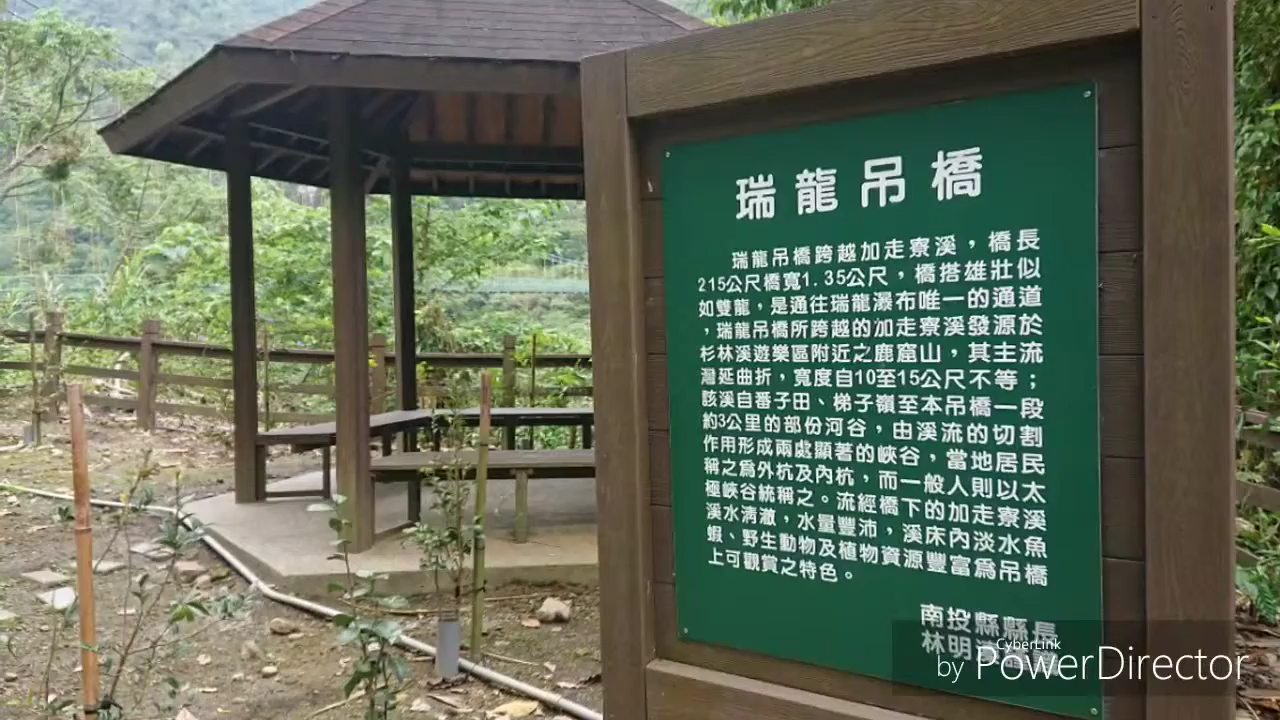 瑞龍吊橋
瑞龍吊橋跨越加走寮溪，橋長
215公尺橋寬1.35公尺，橋搭雄壯似
如雙龍，是通往瑞龍瀑布唯一的通道
，瑞龍吊橋所跨越的加走寮溪發源於
杉林溪遊樂區附近之鹿窟山，其主流
灣延曲折，寬度自10至15公尺不等；
該溪自番子田、梯子嶺至本吊橋一段
約3公里的部份河谷，由溪流的切割
作用形成兩處顯著的峽谷，當地居民
稱之為外杭及內杭，而一般人則以太
極峽谷統稱之。流經橋下的加走寮溪
溪水清澈，水量豐沛，溪床內淡水魚
蝦、野生動物及植物資源豐富為吊橋
上可觀賞之特色。
南投縣縣長
林明
CyberLink
by PowerDirector